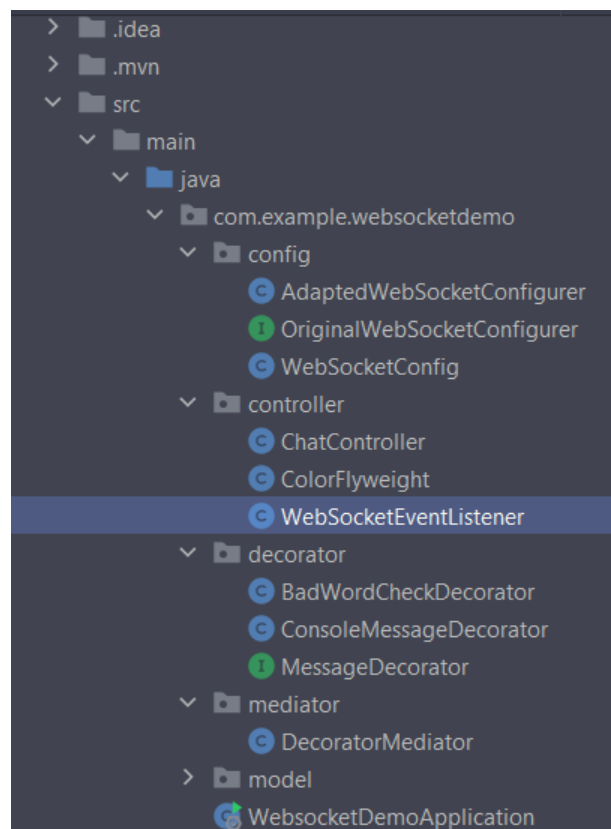 .idea
.mvn
src
main
java
com.example.websocketdemo
config
C AdaptedWebSocketConfigurer
I OriginalWebSocketConfigurer
C WebSocketConfig
controller
C ChatController
C ColorFlyweight
C WebSocketEventListener
decorator
C BadWordCheckDecorator
C ConsoleMessageDecorator
I MessageDecorator
mediator
C DecoratorMediator
model
WebsocketDemoApplication